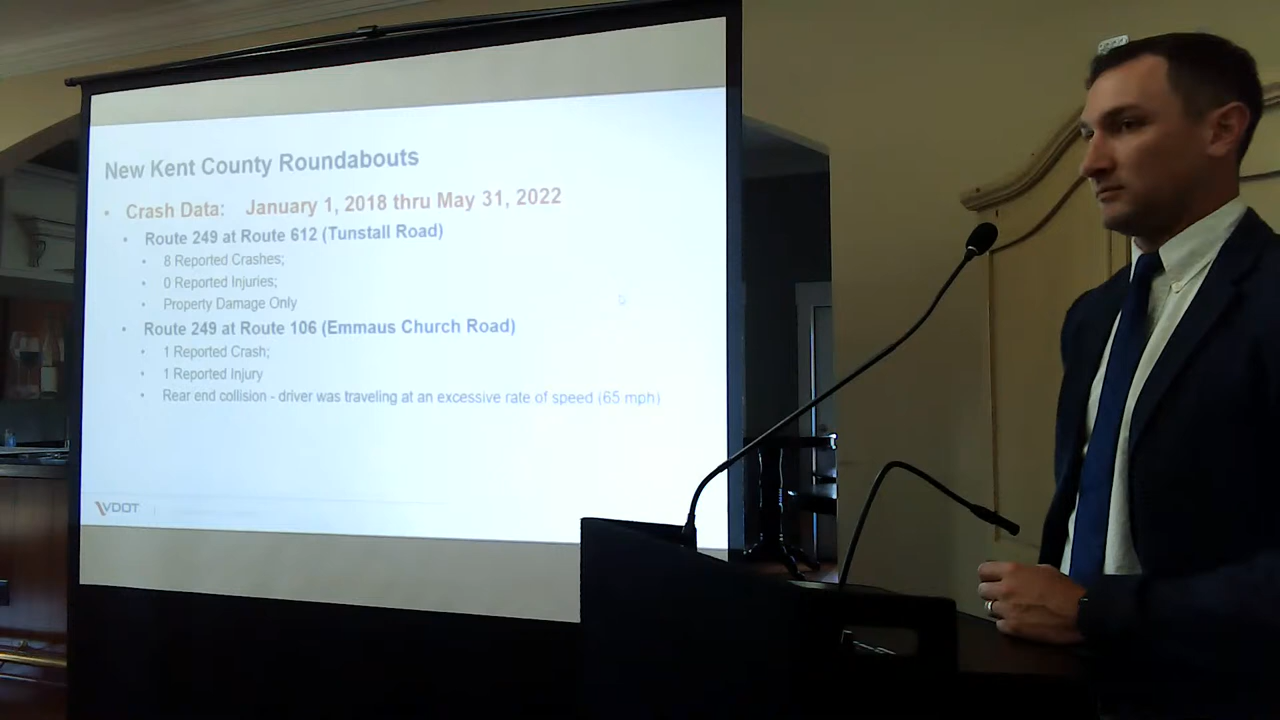 New Kent County Roundabouts
• Crash Data: January 1, 2018 thru May 31, 2022
• Route 249 at Route 612 (Tunstall Road)
• 8 Reported Crashes;
• 0 Reported Injuries;
• Property Damage Only
• Route 249 at Route 106 (Emmaus Church Road)
• 1 Reported Crash;
• 1 Reported Injury
• Rear end collision - driver was traveling at an excessive rate of speed (65 mph)
VDOT